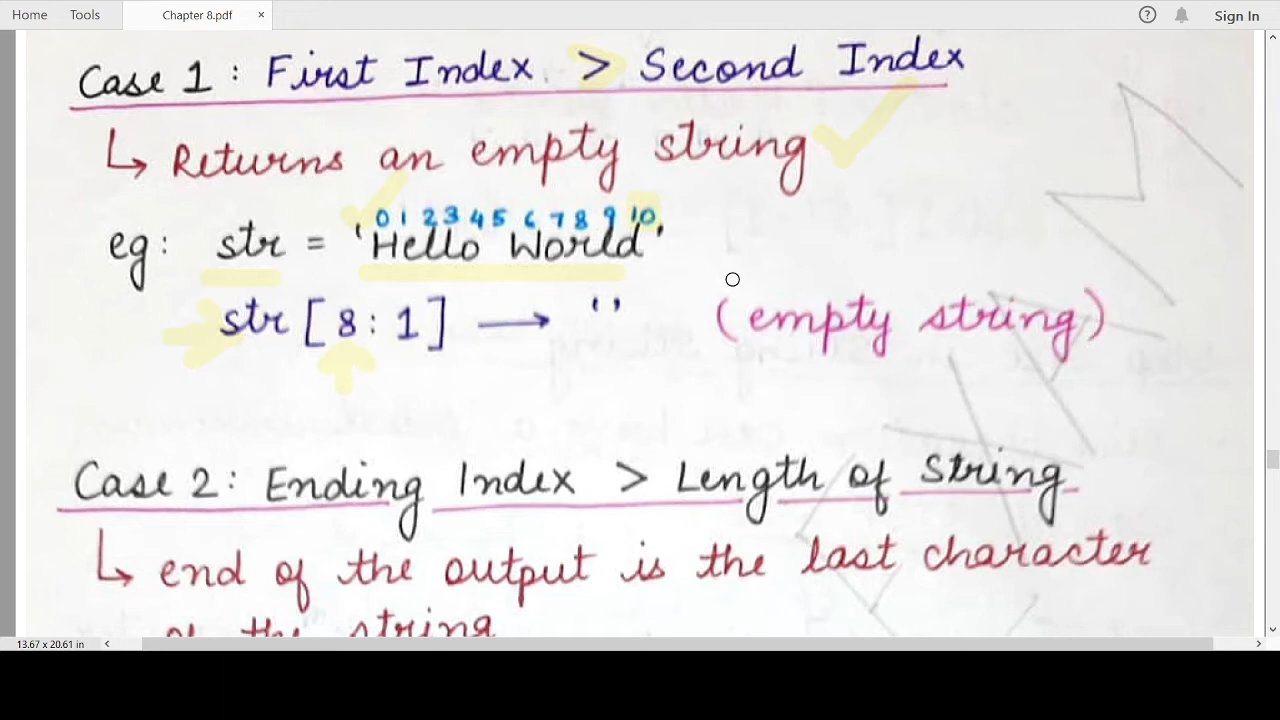 Home Tools Chapter 8.pdf × ? Sign In
Case 1 : First Index > Second Index
↳ Returns an empty string
0 1 2 3 4 5 6 7 8 9 10
eg: str = 'Hello World'
str [ 8 : 1 ] → ' ' (empty string)
Case 2 : Ending Index > Length of String
↳ end of the output is the last character
of the string
13.67 x 20.61 in